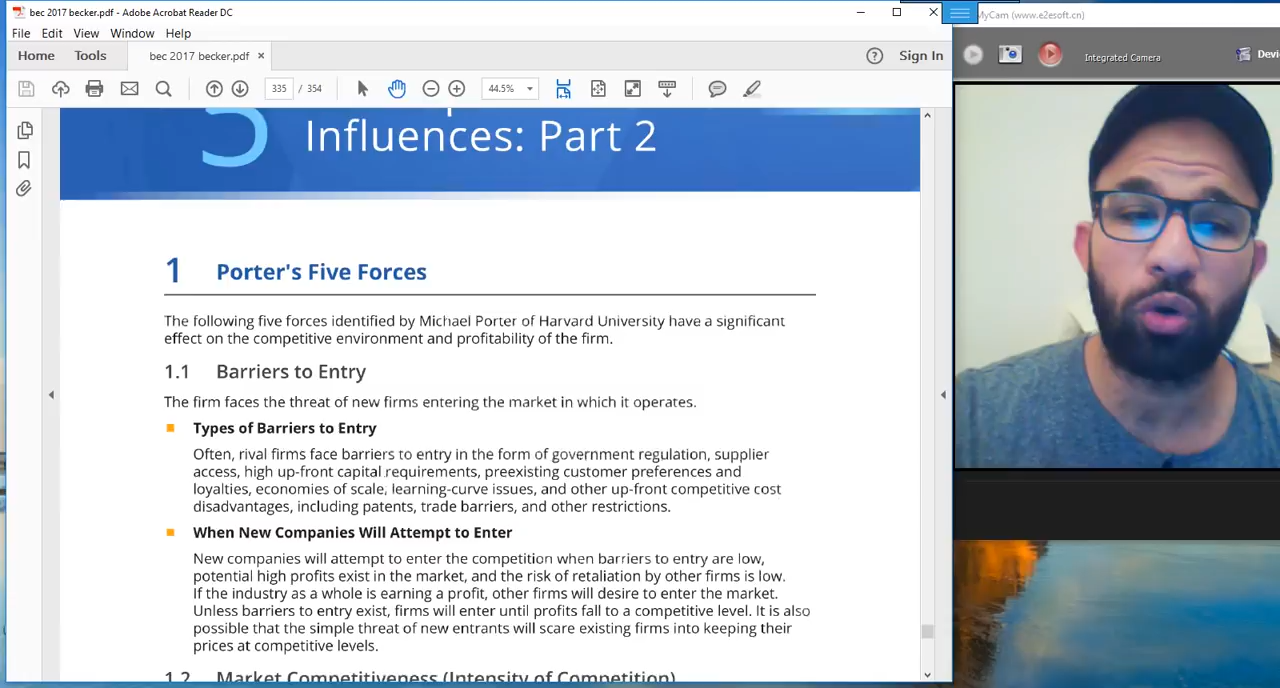 bec 2017 becker.pdf - Adobe Acrobat Reader DC
MyCam (www.e2esoft.cn)
File Edit View Window Help
Home Tools bec 2017 becker.pdf × Sign In
Integrated Camera
335 / 354 44.5%
Influences: Part 2
1 Porter's Five Forces
The following five forces identified by Michael Porter of Harvard University have a significant
effect on the competitive environment and profitability of the firm.
1.1 Barriers to Entry
The firm faces the threat of new firms entering the market in which it operates.
Types of Barriers to Entry
Often, rival firms face barriers to entry in the form of government regulation, supplier
access, high up-front capital requirements, preexisting customer preferences and
loyalties, economies of scale, learning-curve issues, and other up-front competitive cost
disadvantages, including patents, trade barriers, and other restrictions.
When New Companies Will Attempt to Enter
New companies will attempt to enter the competition when barriers to entry are low,
potential high profits exist in the market, and the risk of retaliation by other firms is low.
If the industry as a whole is earning a profit, other firms will desire to enter the market.
Unless barriers to entry exist, firms will enter until profits fall to a competitive level. It is also
possible that the simple threat of new entrants will scare existing firms into keeping their
prices at competitive levels.
1.2 Market Competitiveness (Intensity of Competition)